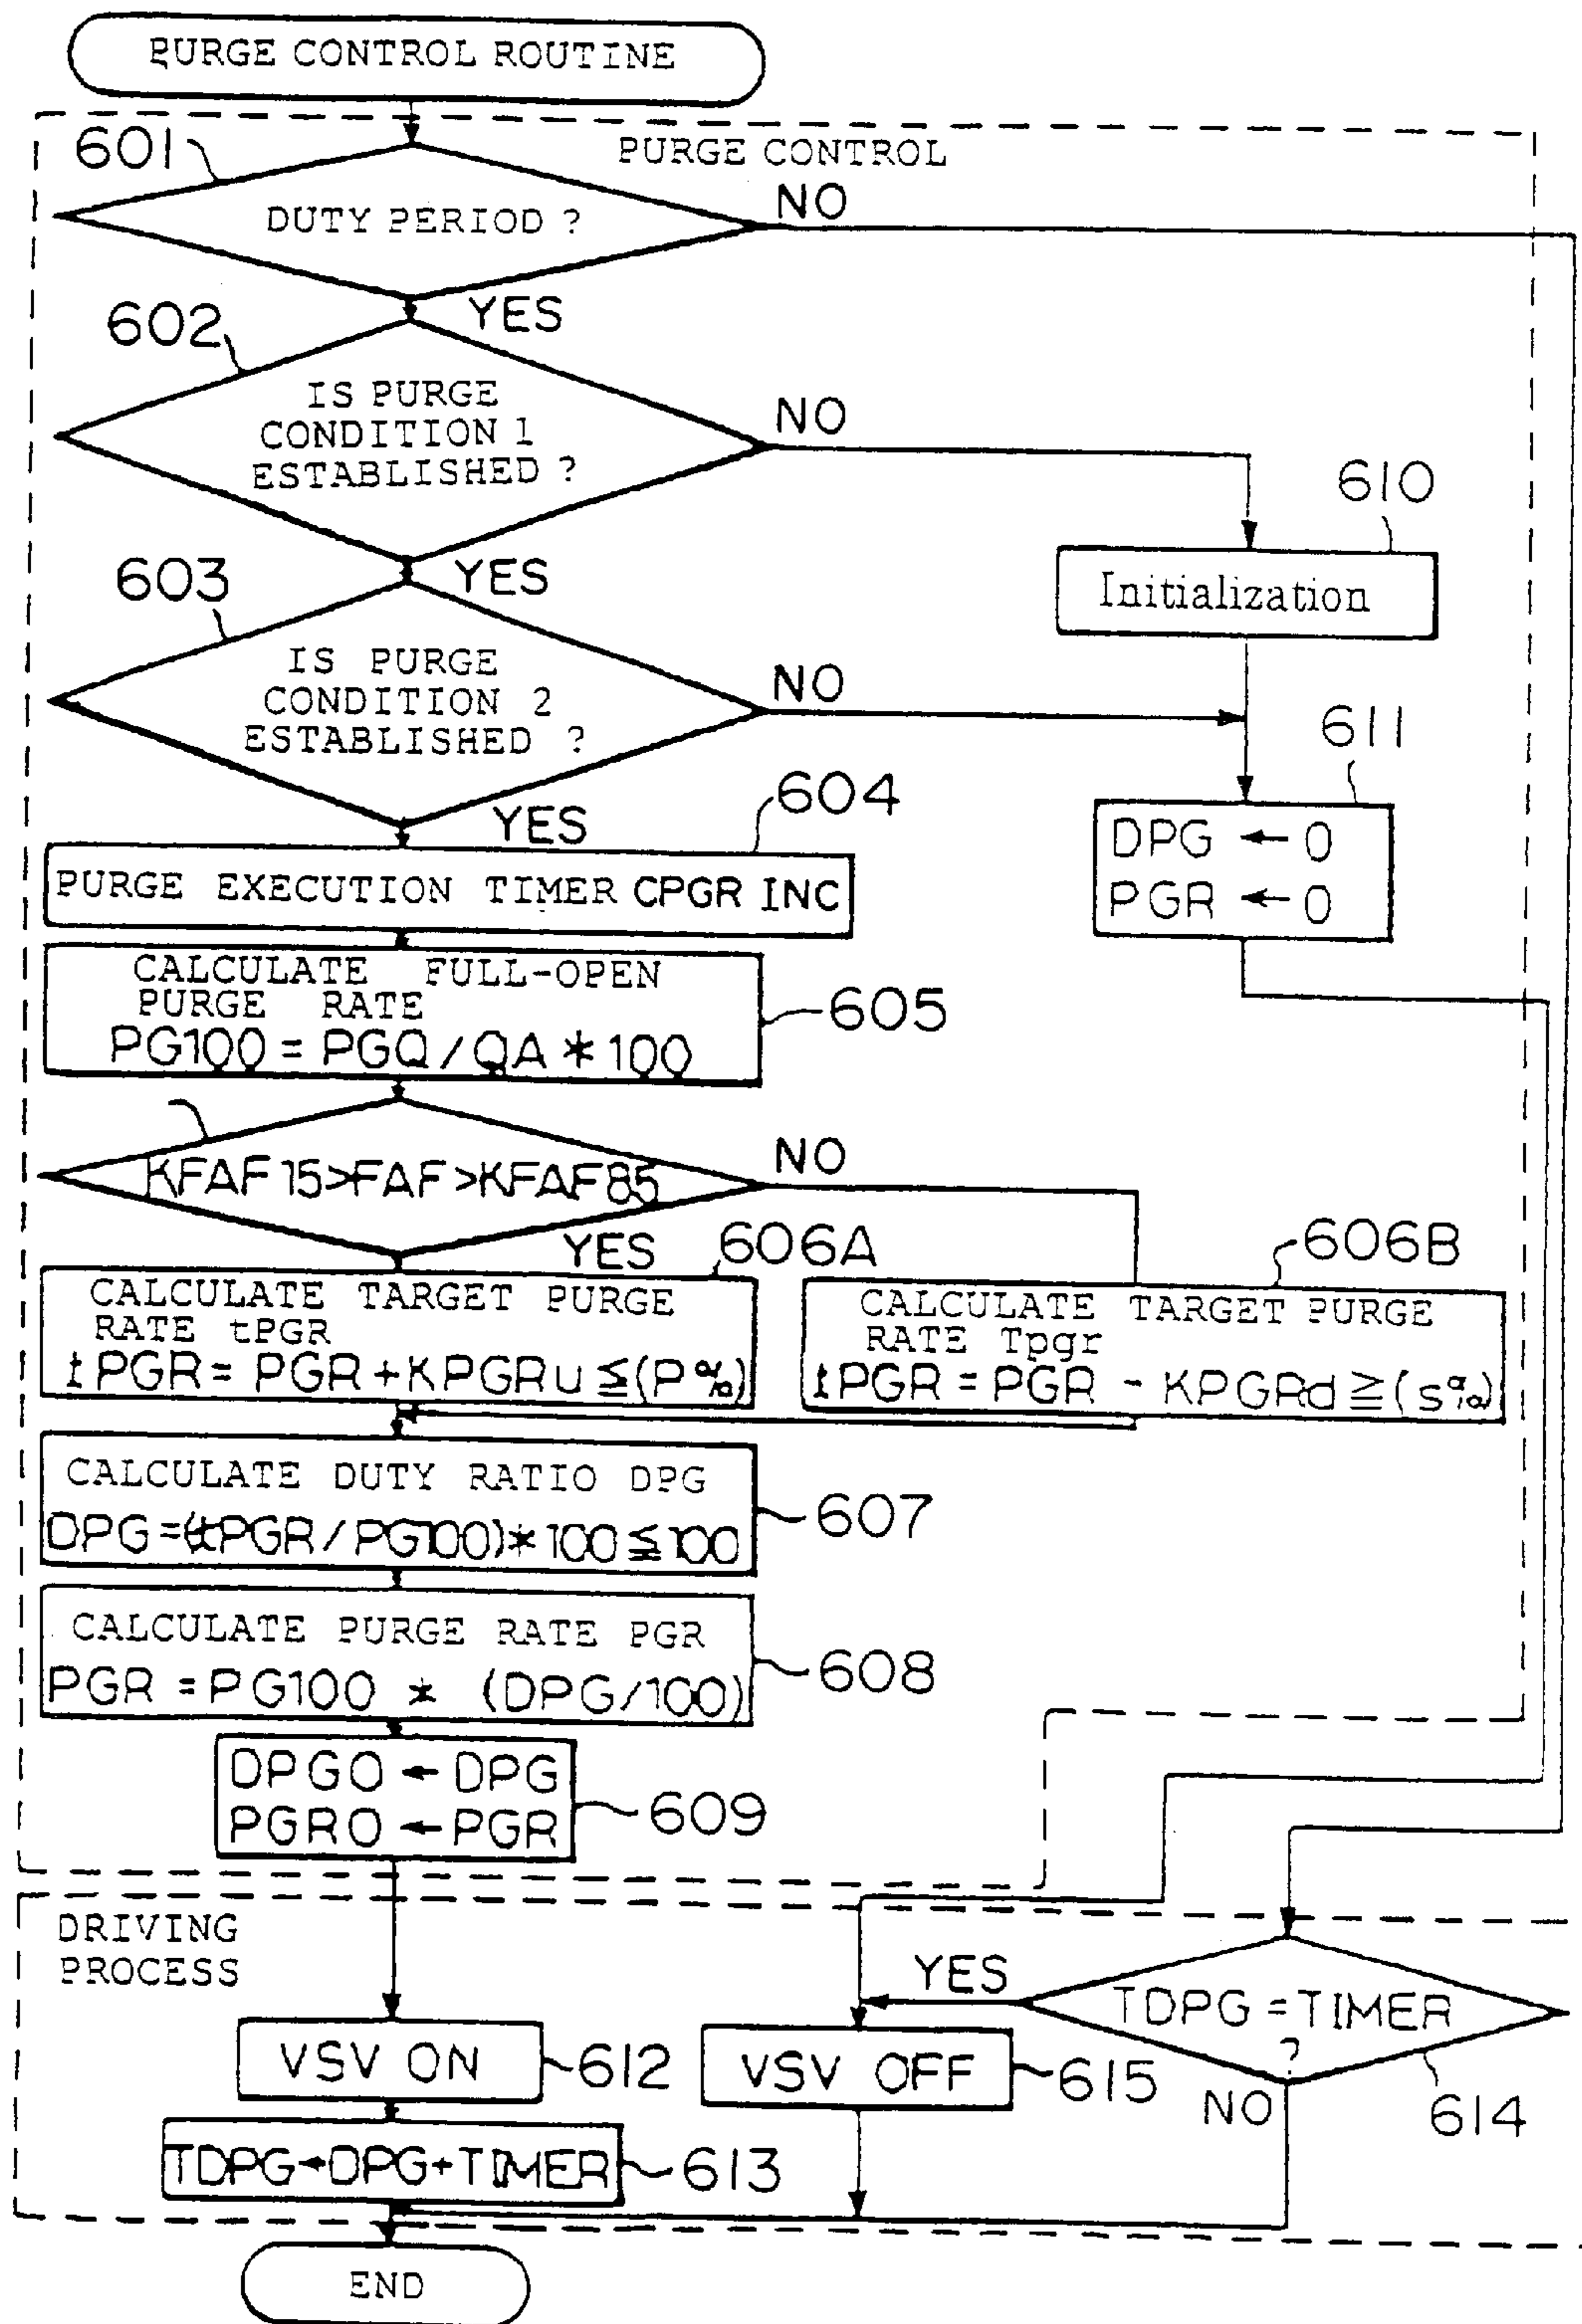 PURGE CONTROL ROUTINE
PURGE CONTROL
601
DUTY PERIOD ?
NO
YES
602
IS PURGE
CONDITION 1
ESTABLISHED ?
NO
YES
610
Initialization
603
IS PURGE
CONDITION 2
ESTABLISHED ?
NO
YES
611
DPG ← 0
PGR ← 0
604
PURGE EXECUTION TIMER CPGR INC
CALCULATE FULL-OPEN
PURGE RATE
PG100 = PGQ / QA * 100
605
KFAF 15>FAF>KFAF85
NO
YES
606A
CALCULATE TARGET PURGE
RATE tPGR
tPGR = PGR + KPGRu ≦ (P%)
606B
CALCULATE TARGET PURGE
RATE Tpgr
tPGR = PGR - KPGRd ≧ (s%)
CALCULATE DUTY RATIO DPG
DPG =(tPGR / PG100)* 100 ≦ 100
607
CALCULATE PURGE RATE PGR
PGR = PG100 * (DPG/100)
608
DPGO ← DPG
PGRO ← PGR
609
DRIVING
PROCESS
YES
TDPG = TIMER
?
NO
614
VSV ON
612
VSV OFF
615
TDPG←DPG+TIMER
613
END